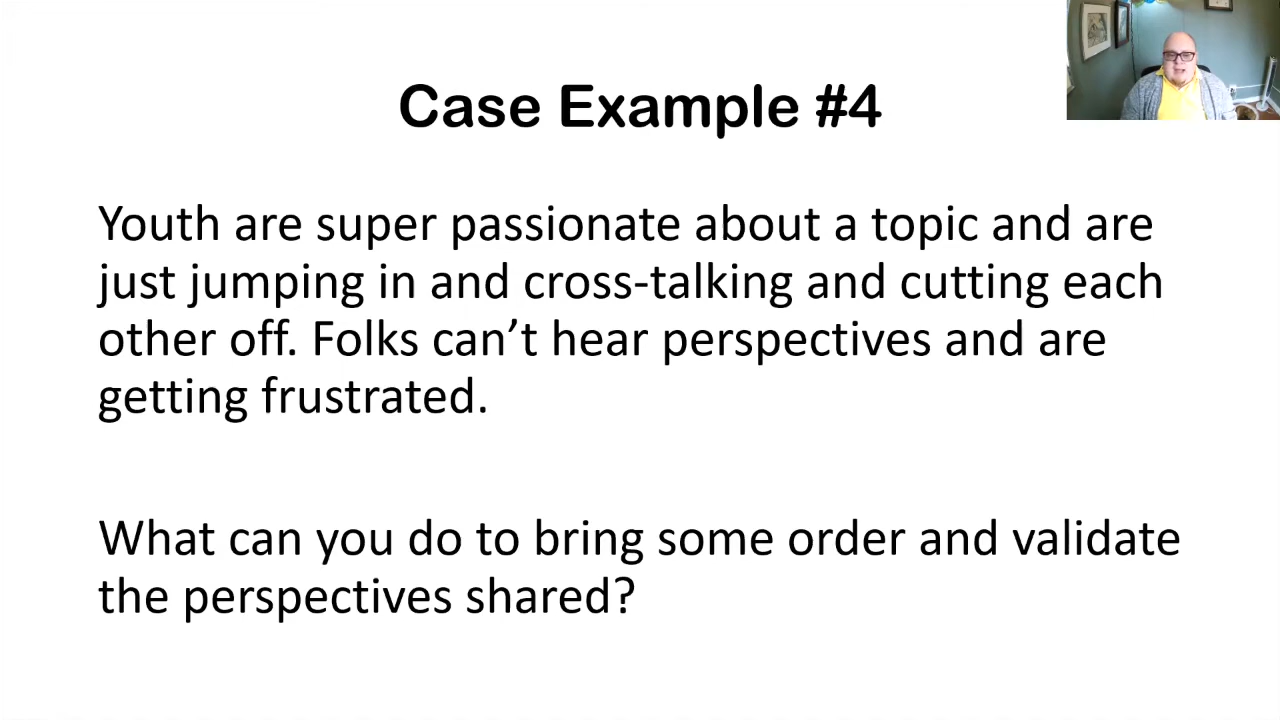 Case Example #4
Youth are super passionate about a topic and are
just jumping in and cross-talking and cutting each
other off. Folks can’t hear perspectives and are
getting frustrated.
What can you do to bring some order and validate
the perspectives shared?